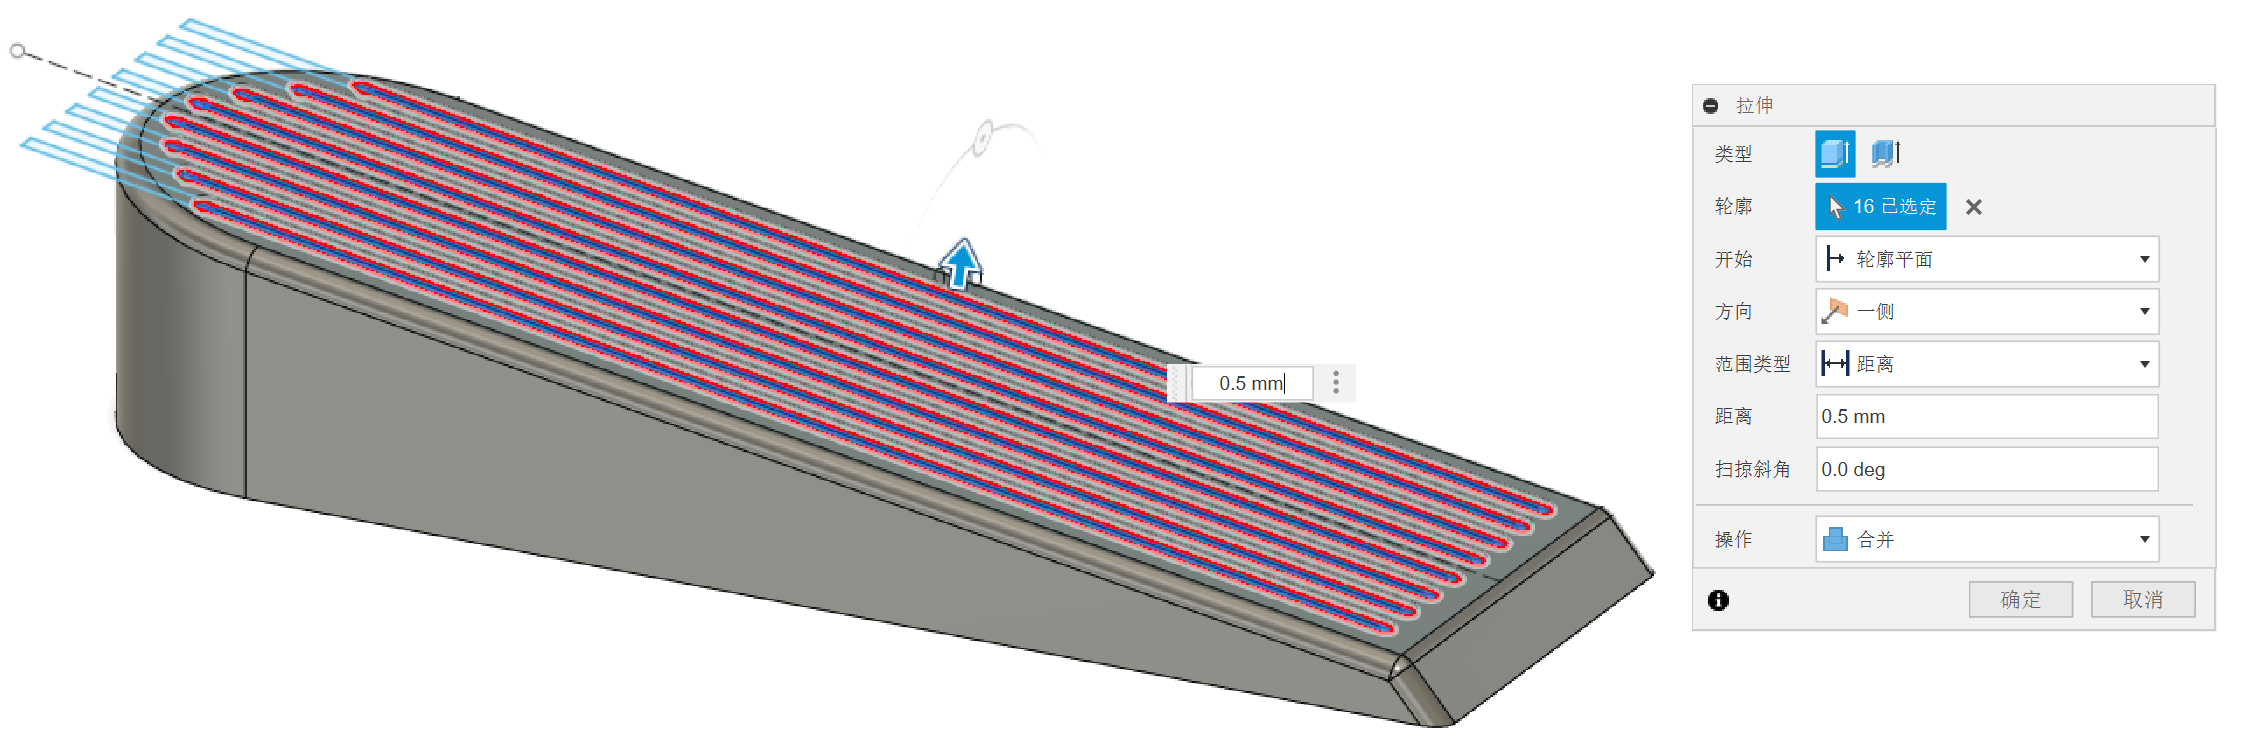 拉伸
类型
轮廓 16 已选定
开始 轮廓平面
方向 一侧
范围类型 距离
距离 0.5 mm
扫掠斜角 0.0 deg
操作 合并
确定 取消
0.5 mm